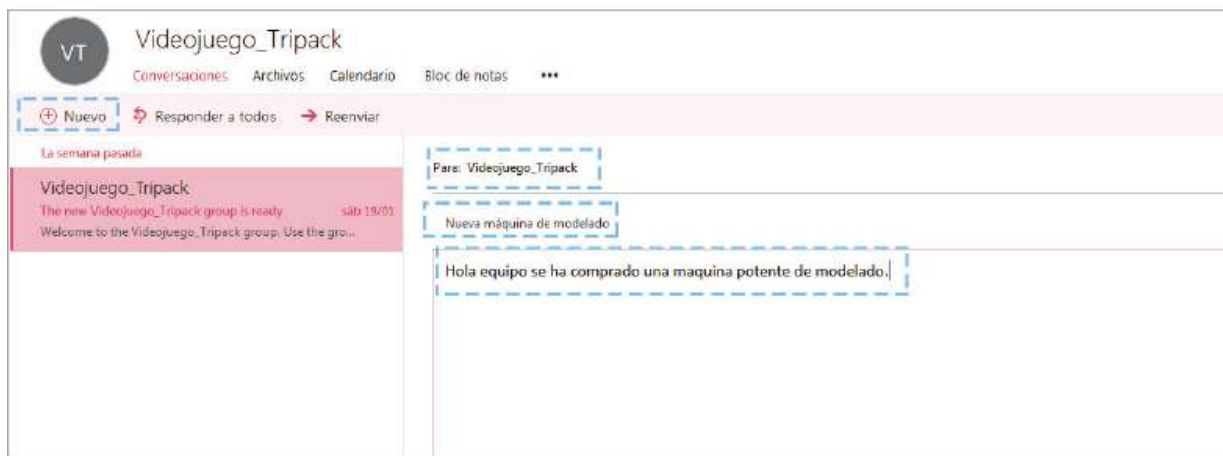 VT
Videojuego_Tripack
Conversaciones Archivos Calendario Bloc de notas •••
Nuevo Responder a todos Reenviar
La semana pasada
Videojuego_Tripack
The new Videojuego_Tripack group is ready sáb 19/01
Welcome to the Videojuego_Tripack group. Use the gro...
Para: Videojuego_Tripack
Nueva máquina de modelado
Hola equipo se ha comprado una maquina potente de modelado.